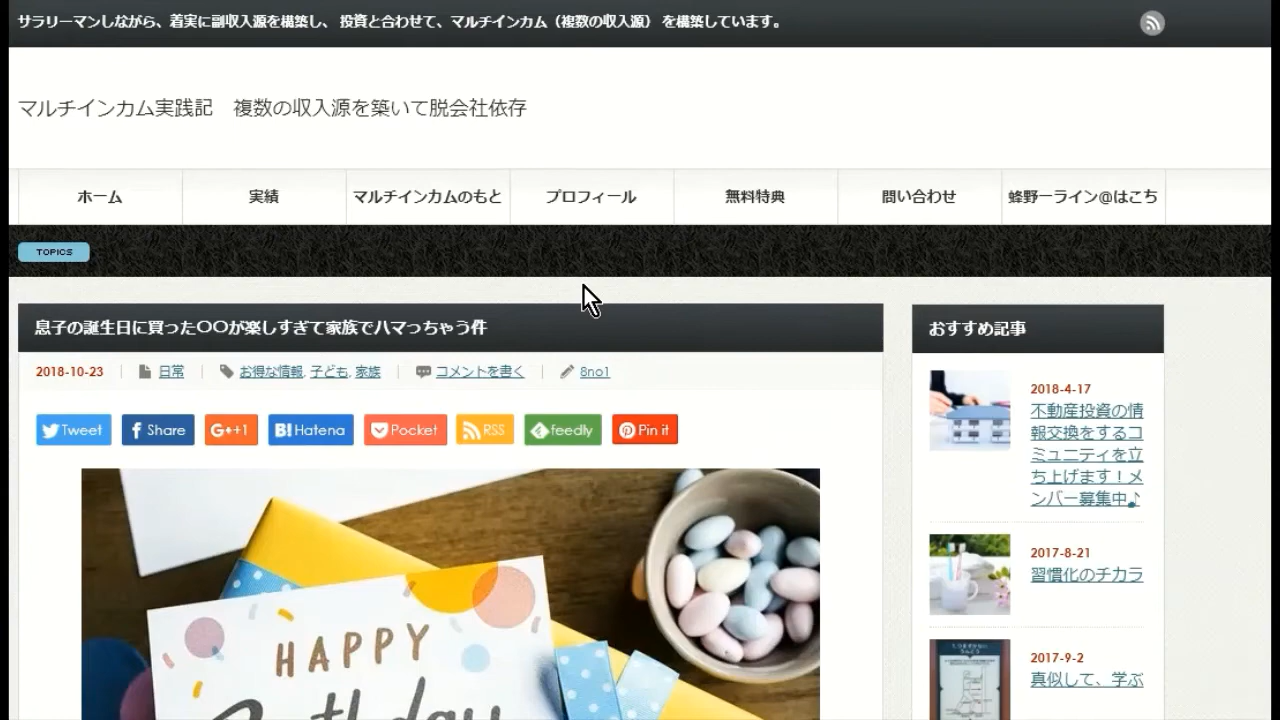 サラリーマンしながら、着実に副収入源を構築し、 投資と合わせて、マルチインカム（複数の収入源） を構築しています。
マルチインカム実践記　複数の収入源を築いて脱会社依存
ホーム
実績
マルチインカムのもと
プロフィール
無料特典
問い合わせ
蜂野一ライン@はこち
TOPICS
息子の誕生日に買った〇〇が楽しすぎて家族でハマっちゃう件
2018-10-23
日常
お得な情報, 子ども, 家族
コメントを書く
8no1
Tweet
Share
G+ +1
B! Hatena
Pocket
RSS
feedly
Pin it
HAPPY
Birthday
おすすめ記事
2018-4-17
不動産投資の情
報交換をするコ
ミュニティを立
ち上げます！メ
ンバー募集中♪
2017-8-21
習慣化のチカラ
2017-9-2
真似して、学ぶ